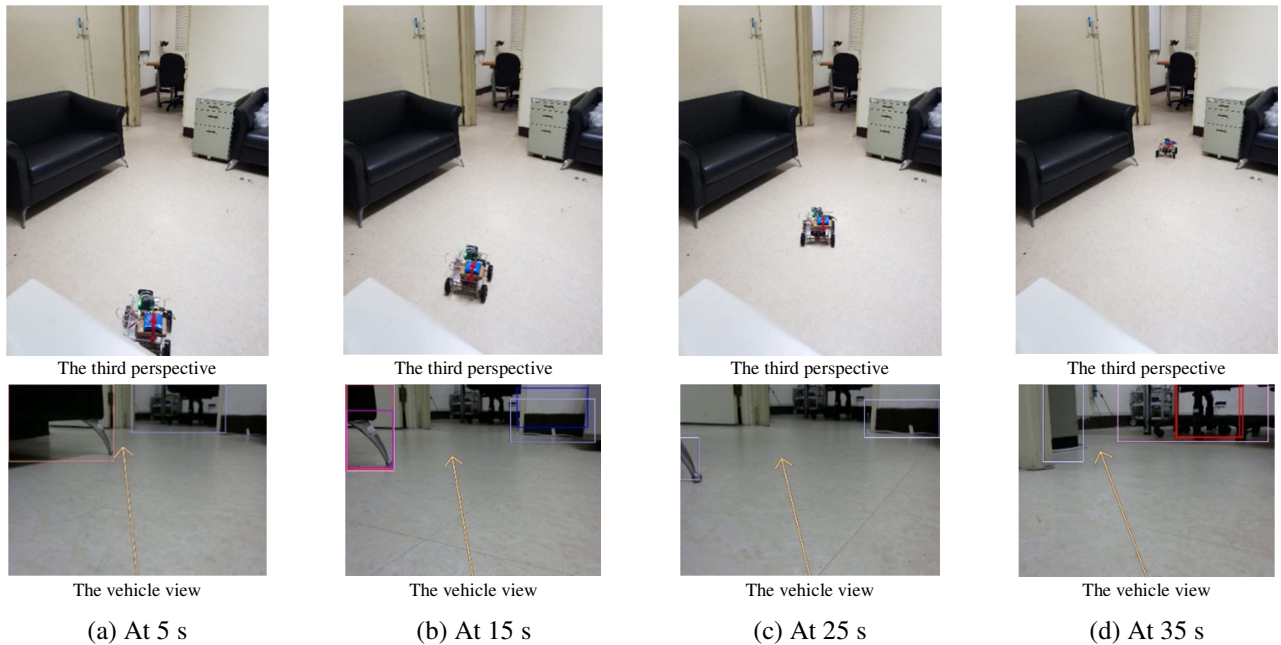 The third perspective
The third perspective
The third perspective
The third perspective
The vehicle view
The vehicle view
The vehicle view
The vehicle view
(a) At 5 s
(b) At 15 s
(c) At 25 s
(d) At 35 s